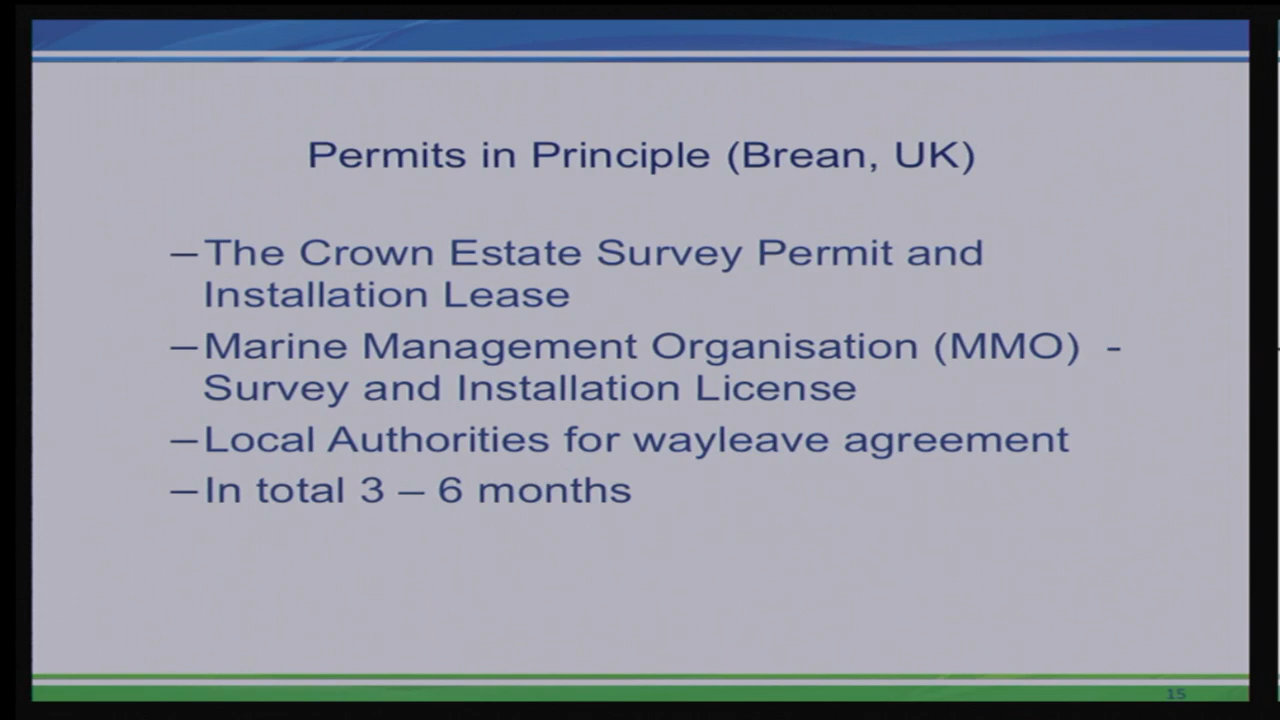 Permits in Principle (Brean, UK)
–The Crown Estate Survey Permit and
Installation Lease
–Marine Management Organisation (MMO) -
Survey and Installation License
–Local Authorities for wayleave agreement
–In total 3 – 6 months
15